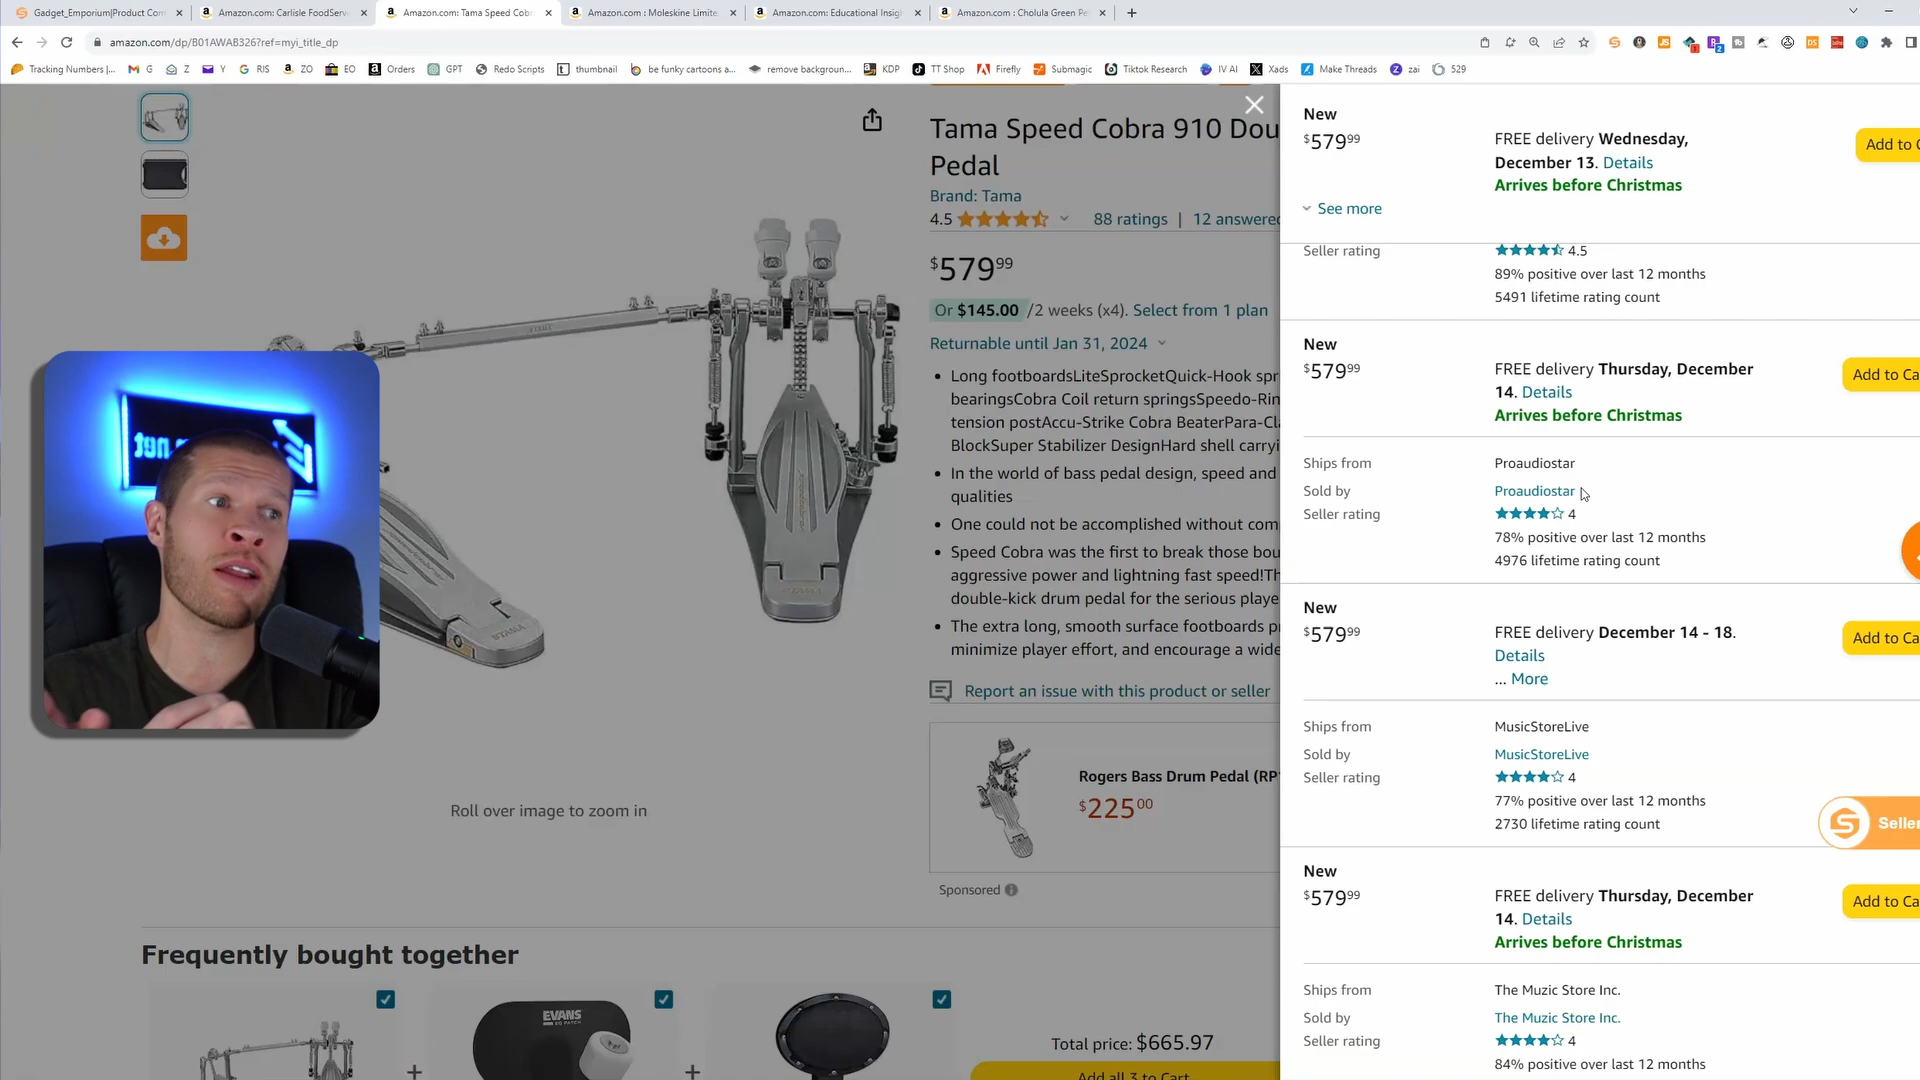 Gadget_Emporium|Product Com
Amazon.com: Carlisle FoodServ
Amazon.com: Tama Speed Cobr
Amazon.com : Moleskine Limite
Amazon.com: Educational Insig
Amazon.com : Cholula Green Pe
amazon.com/dp/B01AWAB326?ref=myi_title_dp
Tracking Numbers |... G Z Y RIS ZO EO Orders GPT Redo Scripts thumbnail be funky cartoons a... remove backgroun... KDP TT Shop Firefly Submagic Tiktok Research IV AI Xads Make Threads zai 529
Tama Speed Cobra 910 Dou
Pedal
Brand: Tama
4.5 88 ratings | 12 answered
$579.99
Or $145.00 /2 weeks (x4). Select from 1 plan
Returnable until Jan 31, 2024
• Long footboardsLiteSprocketQuick-Hook spr
bearingsCobra Coil return springsSpeedo-Rin
tension postAccu-Strike Cobra BeaterPara-Cla
BlockSuper Stabilizer DesignHard shell carryi
• In the world of bass pedal design, speed and
qualities
• One could not be accomplished without com
• Speed Cobra was the first to break those bou
aggressive power and lightning fast speed!Th
double-kick drum pedal for the serious playe
• The extra long, smooth surface footboards p
minimize player effort, and encourage a wide
Report an issue with this product or seller
Rogers Bass Drum Pedal (RP
$225.00
Sponsored
Roll over image to zoom in
Frequently bought together
EVANS
EQ PATCH
+
+
Total price: $665.97
Add all 3 to Cart
New
$579.99
FREE delivery Wednesday,
December 13. Details
Arrives before Christmas
Add to C
See more
Seller rating
4.5
89% positive over last 12 months
5491 lifetime rating count
New
$579.99
FREE delivery Thursday, December
14. Details
Arrives before Christmas
Add to Ca
Ships from Proaudiostar
Sold by Proaudiostar
Seller rating 4
78% positive over last 12 months
4976 lifetime rating count
New
$579.99
FREE delivery December 14 - 18.
Details
... More
Add to Ca
Ships from MusicStoreLive
Sold by MusicStoreLive
Seller rating 4
77% positive over last 12 months
2730 lifetime rating count
Seller
New
$579.99
FREE delivery Thursday, December
14. Details
Arrives before Christmas
Add to Ca
Ships from The Muzic Store Inc.
Sold by The Muzic Store Inc.
Seller rating 4
84% positive over last 12 months